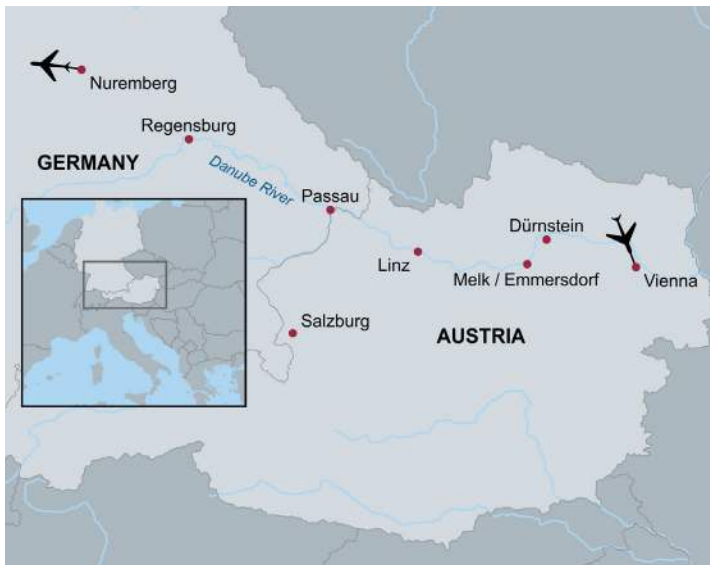 Nuremberg
Regensburg
GERMANY
Danube River
Passau
Dürnstein
Linz
Melk / Emmersdorf
Vienna
Salzburg
AUSTRIA